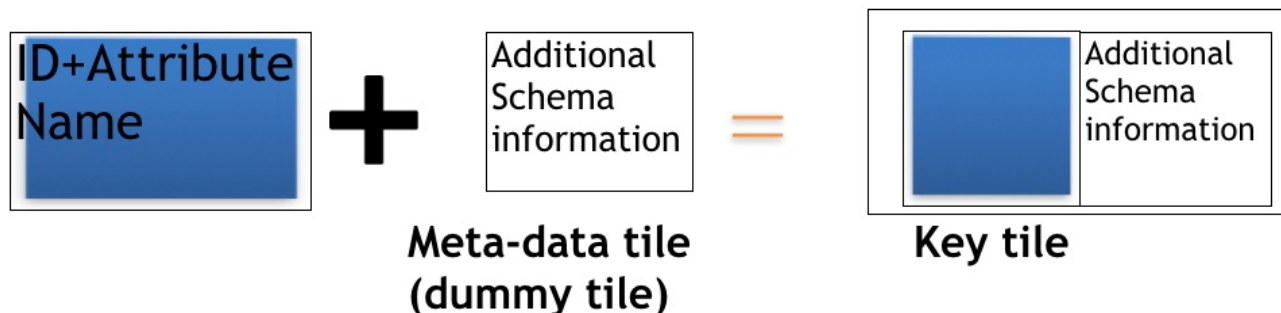 ID+Attribute
Name
Additional
Schema
information
Additional
Schema
information
Meta-data tile
(dummy tile)
Key tile